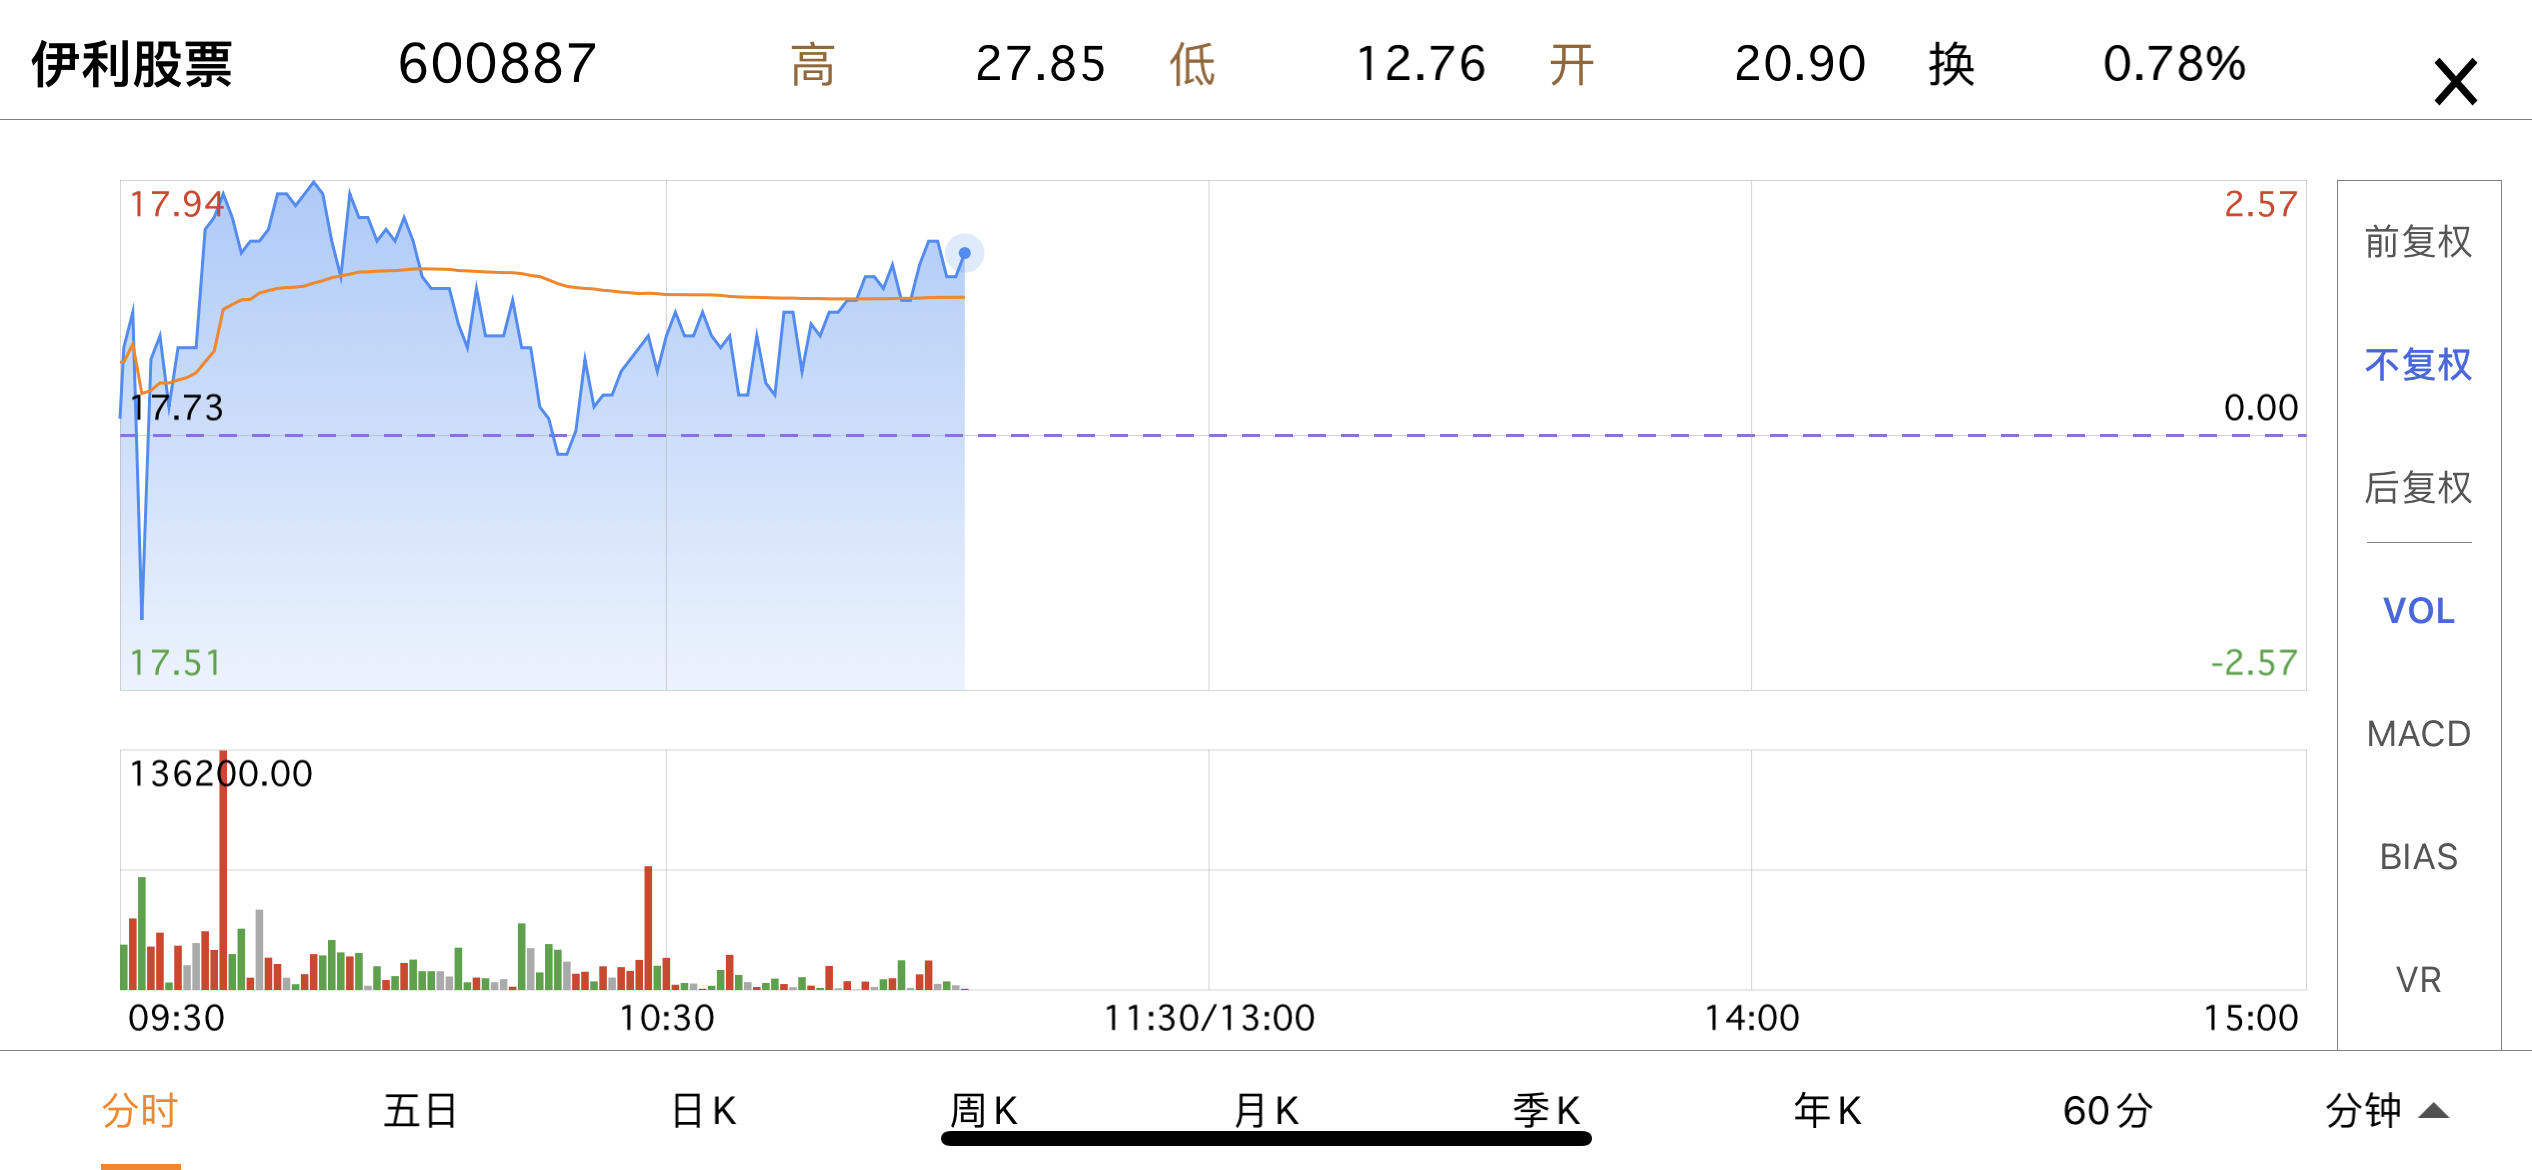 伊利股票 600887 高 27.85 低 12.76 开 20.90 换 0.78%
17.94 2.57
17.73 0.00
17.51 -2.57
136200.00
09:30 10:30 11:30/13:00 14:00 15:00
前复权
不复权
后复权
VOL
MACD
BIAS
VR
分时 五日 日K 周K 月K 季K 年K 60分 分钟